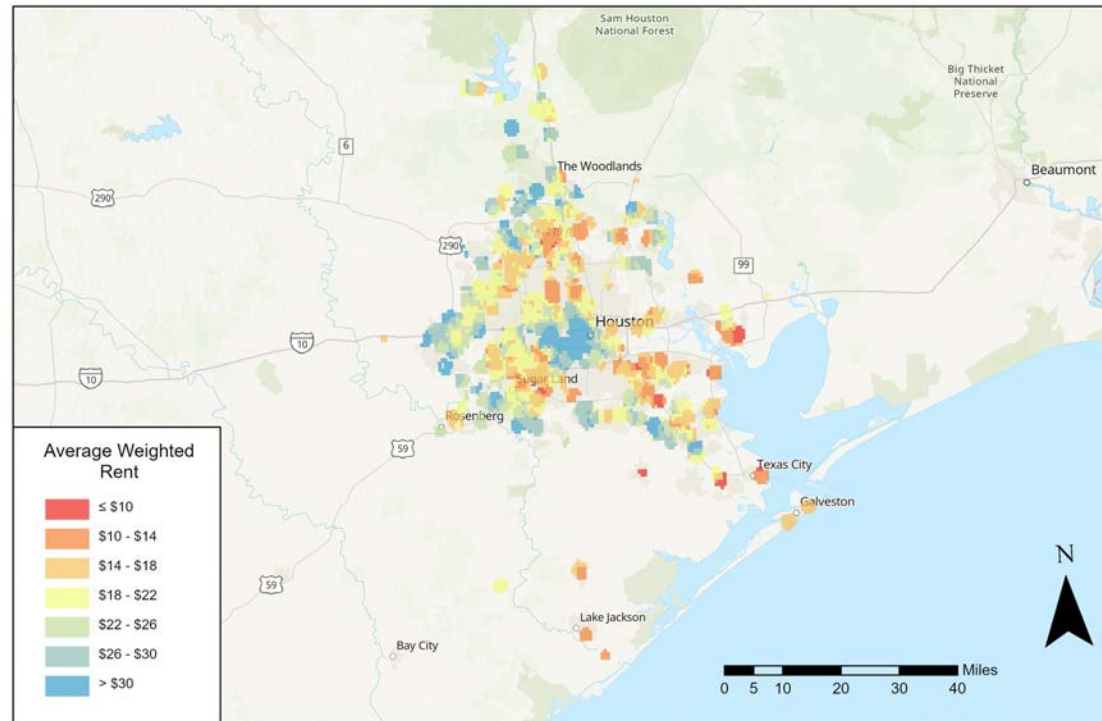 Sam Houston
National Forest
Big Thicket
National
Preserve
6
The Woodlands
Beaumont
290
290
99
Houston
10
10
Sugar Land
Rosenberg
59
Texas City
Galveston
59
Lake Jackson
Bay City
Average Weighted
Rent
≤ $10
$10 - $14
$14 - $18
$18 - $22
$22 - $26
$26 - $30
> $30
N
Miles
0 5 10 20 30 40